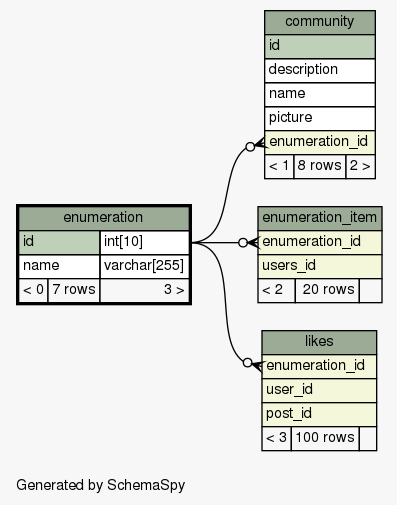 community
id
description
name
picture
enumeration_id
< 1 8 rows 2 >
enumeration
id int[10]
name varchar[255]
< 0 7 rows 3 >
enumeration_item
enumeration_id
users_id
< 2 20 rows
likes
enumeration_id
user_id
post_id
< 3 100 rows
Generated by SchemaSpy